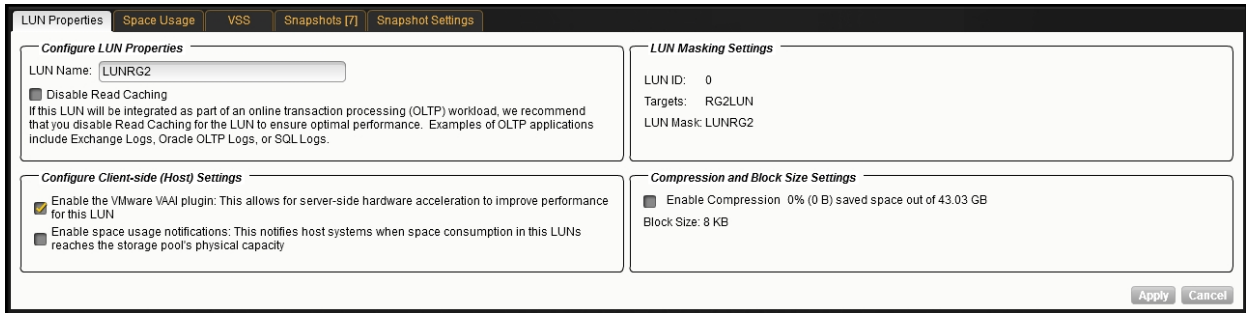 LUN Properties
Space Usage
VSS
Snapshots [7]
Snapshot Settings
Configure LUN Properties
LUN Name: LUNRG2
Disable Read Caching
If this LUN will be integrated as part of an online transaction processing (OLTP) workload, we recommend
that you disable Read Caching for the LUN to ensure optimal performance. Examples of OLTP applications
include Exchange Logs, Oracle OLTP Logs, or SQL Logs.
LUN Masking Settings
LUN ID: 0
Targets: RG2LUN
LUN Mask: LUNRG2
Configure Client-side (Host) Settings
Enable the VMware VAAI plugin: This allows for server-side hardware acceleration to improve performance
for this LUN
Enable space usage notifications: This notifies host systems when space consumption in this LUNs
reaches the storage pool's physical capacity
Compression and Block Size Settings
Enable Compression 0% (0 B) saved space out of 43.03 GB
Block Size: 8 KB
Apply
Cancel